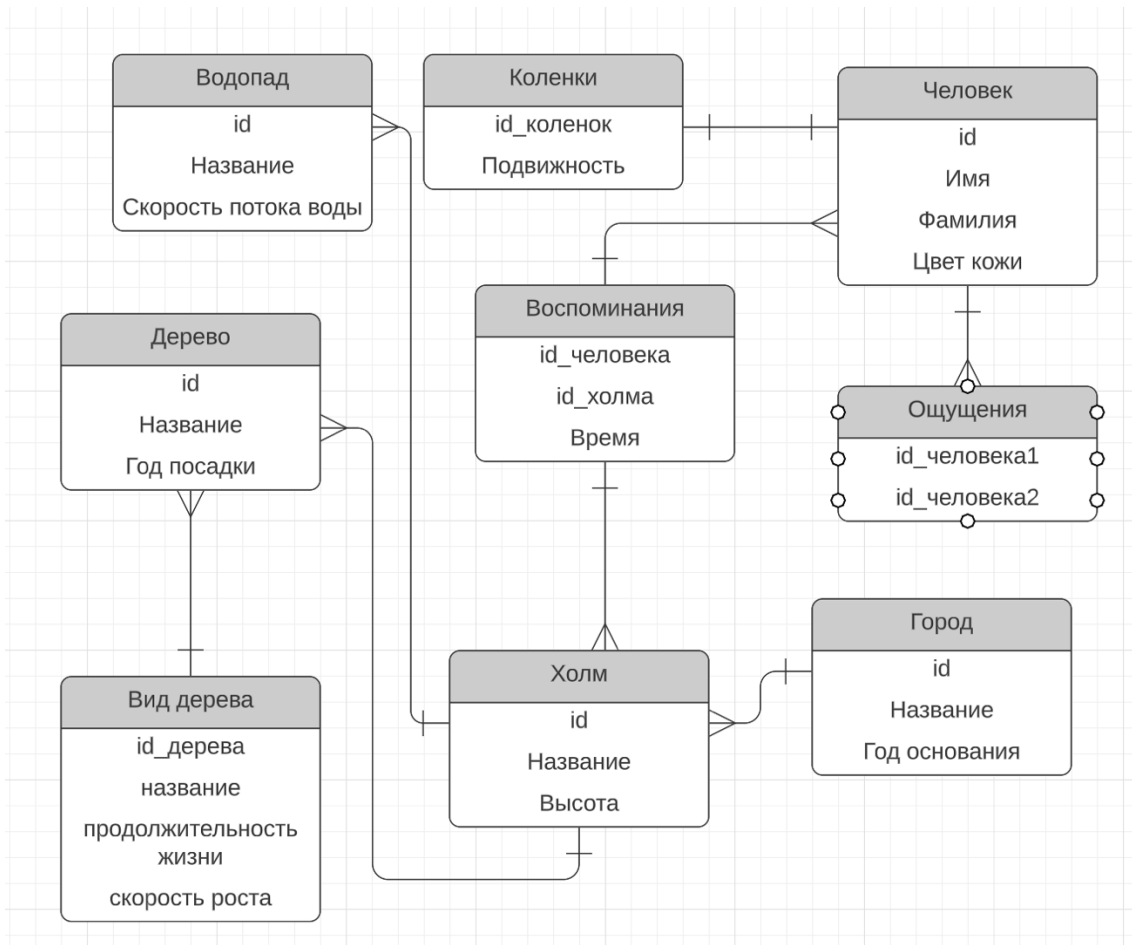 Водопад
id
Название
Скорость потока воды
Коленки
id_коленок
Подвижность
Человек
id
Имя
Фамилия
Цвет кожи
Воспоминания
id_человека
id_холма
Время
Дерево
id
Название
Год посадки
Ощущения
id_человека1
id_человека2
Город
id
Название
Год основания
Холм
id
Название
Высота
Вид дерева
id_дерева
название
продолжительность
жизни
скорость роста